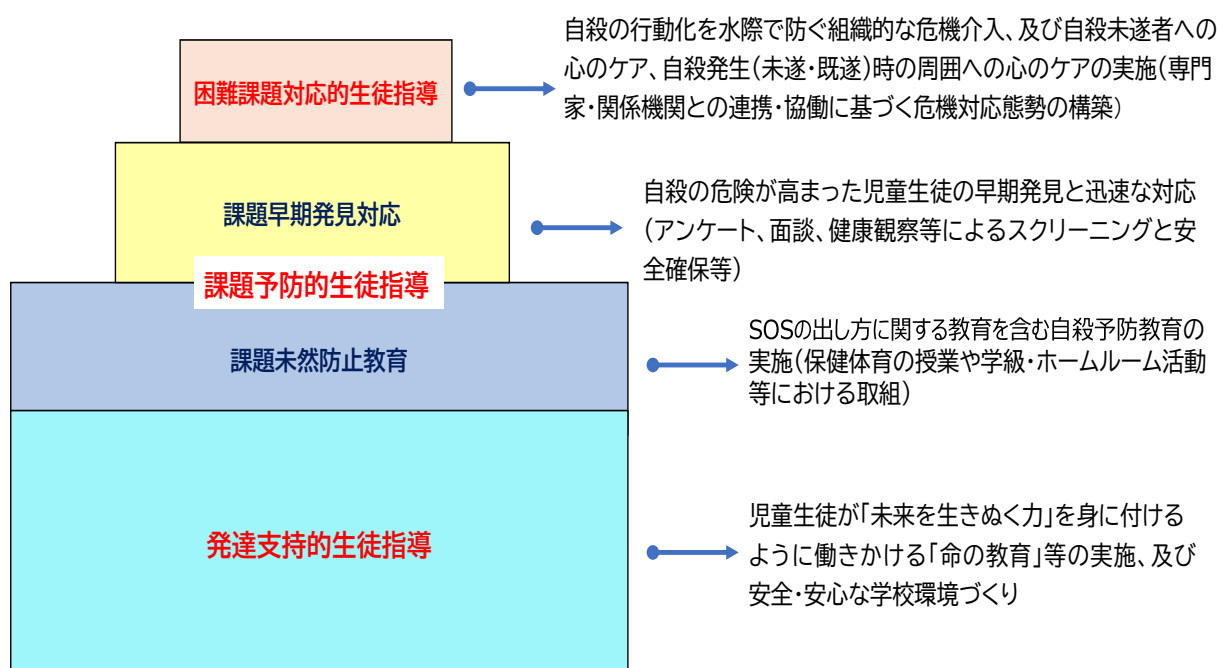 困難課題対応的生徒指導
自殺の行動化を水際で防ぐ組織的な危機介入、及び自殺未遂者への
心のケア、自殺発生(未遂・既遂)時の周囲への心のケアの実施(専門
家・関係機関との連携・協働に基づく危機対応態勢の構築)
課題早期発見対応
自殺の危険が高まった児童生徒の早期発見と迅速な対応
(アンケート、面談、健康観察等によるスクリーニングと安
全確保等)
課題予防的生徒指導
課題未然防止教育
SOSの出し方に関する教育を含む自殺予防教育の
実施(保健体育の授業や学級・ホームルーム活動
等における取組)
発達支持的生徒指導
児童生徒が「未来を生きぬく力」を身に付ける
ように働きかける「命の教育」等の実施、及び
安全・安心な学校環境づくり